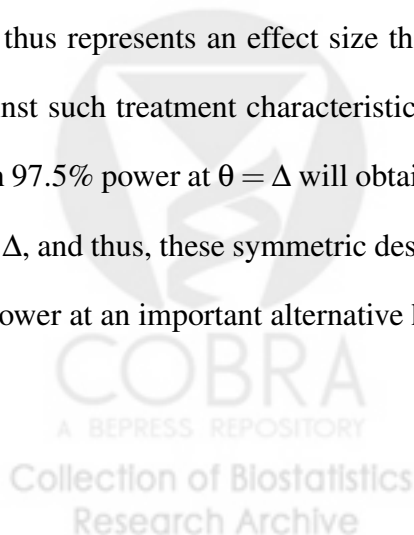 thus represents an effect size
nst such treatment characteristic
97.5% power at θ = Δ will obtai
Δ, and thus, these symmetric des
ower at an important alternative
COBRA
A BEPRESS REPOSITORY
Collection of Biostatistics
Research Archive